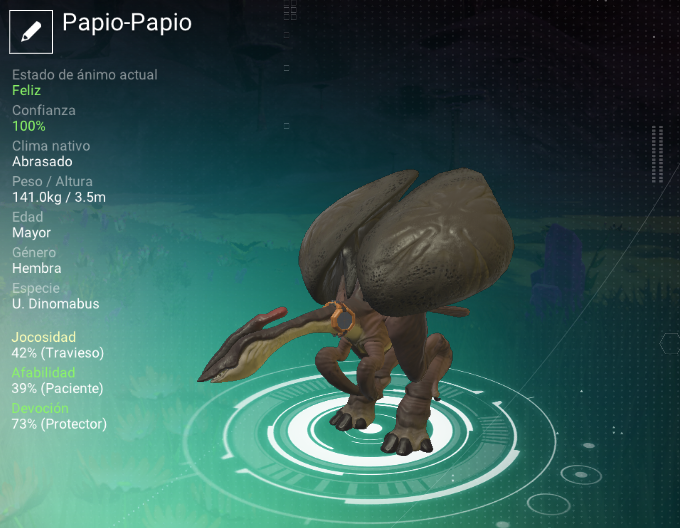 Papio-Papio
Estado de ánimo actual
Feliz
Confianza
100%
Clima nativo
Abrasado
Peso / Altura
141.0kg / 3.5m
Edad
Mayor
Género
Hembra
Especie
U. Dinomabus
Jocosidad
42% (Travieso)
Afabilidad
39% (Paciente)
Devoción
73% (Protector)